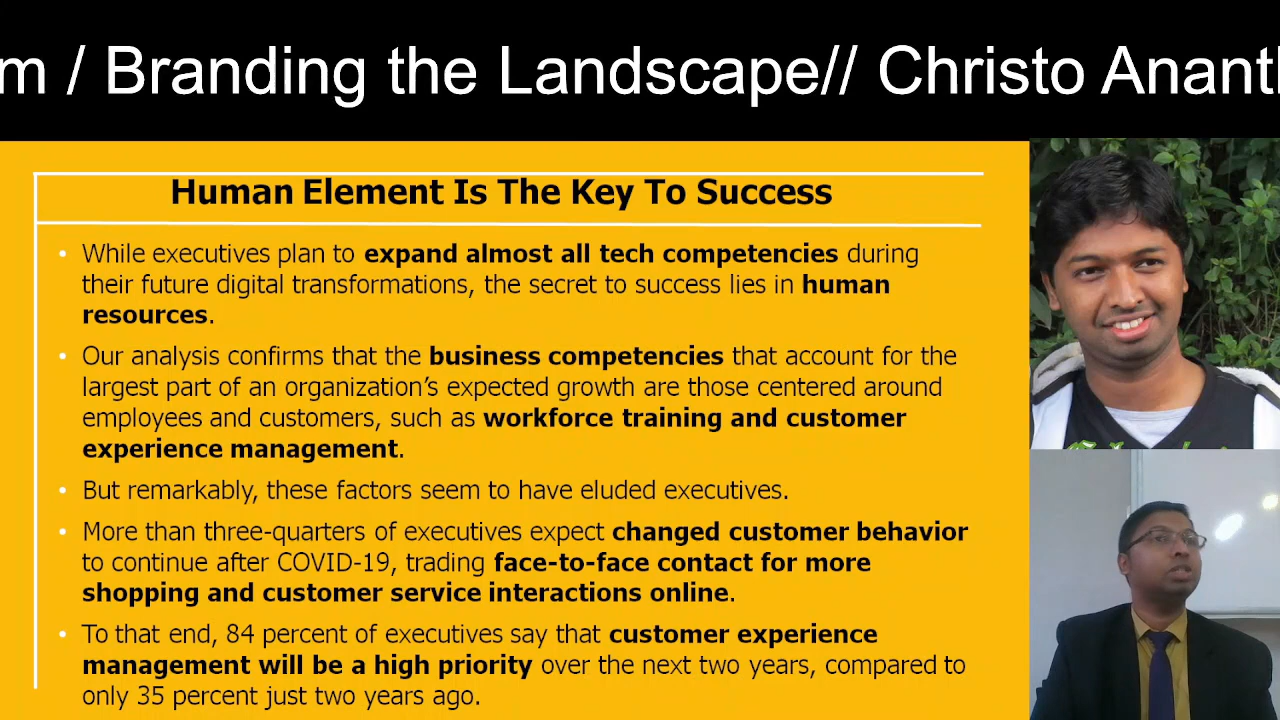 / Branding the Landscape// Christo
Human Element Is The Key To Success
• While executives plan to expand almost all tech competencies during
their future digital transformations, the secret to success lies in human
resources.
• Our analysis confirms that the business competencies that account for the
largest part of an organization’s expected growth are those centered around
employees and customers, such as workforce training and customer
experience management.
• But remarkably, these factors seem to have eluded executives.
• More than three-quarters of executives expect changed customer behavior
to continue after COVID-19, trading face-to-face contact for more
shopping and customer service interactions online.
• To that end, 84 percent of executives say that customer experience
management will be a high priority over the next two years, compared to
only 35 percent just two years ago.